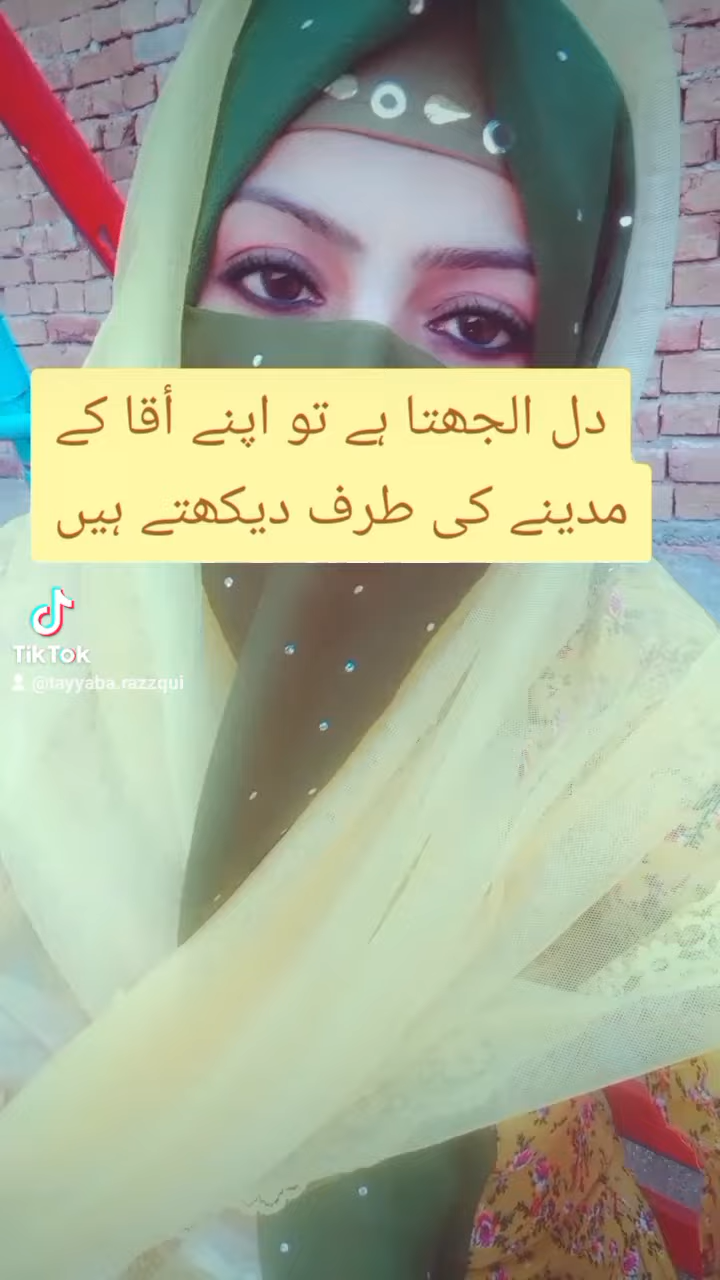 دل الجھتا ہے تو اپنے أقا کے
مدینے کی طرف دیکھتے ہیں
TikTok
@tayyaba.razzqui